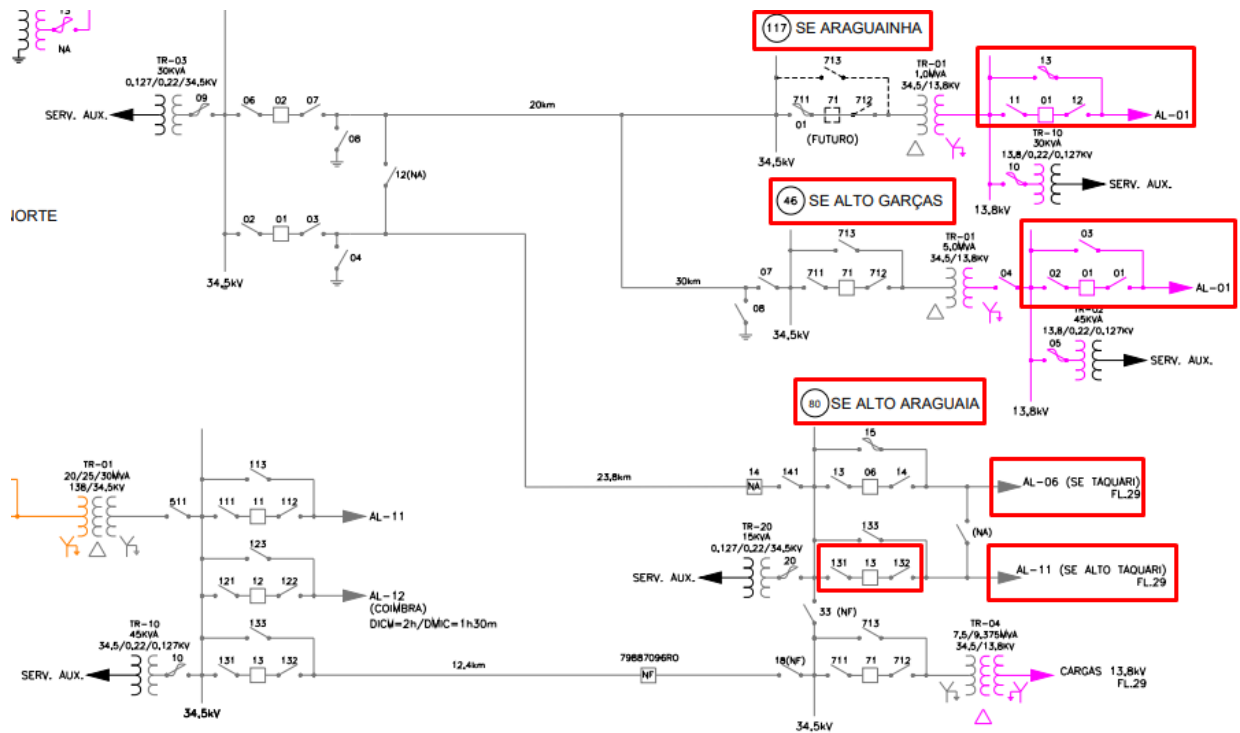 NA
TR-03
30KVA
0,127/0,22/34,5KV
SERV. AUX.
09
06
02
07
08
20km
12(NA)
NORTE
02
01
03
04
34,5kV
117 SE ARAGUAINHA
713
711
71
712
01
(FUTURO)
34,5kV
TR-01
1,0MVA
34,5/13,8KV
13
11
01
12
AL-01
TR-10
30KVA
13,8/0,22/0,127KV
10
SERV. AUX.
13,8kV
46 SE ALTO GARÇAS
713
30km
07
711
71
712
08
34,5kV
TR-01
5,0MVA
34,5/13,8KV
04
03
02
01
01
AL-01
TR-02
45KVA
13,8/0,22/0,127KV
05
SERV. AUX.
13,8kV
80 SE ALTO ARAGUAIA
15
23,8km
14
NA
141
13
06
14
AL-06 (SE TAQUARI)
FL.29
(NA)
133
TR-20
15KVA
0,127/0,22/34,5KV
SERV. AUX.
20
131
13
132
AL-11 (SE ALTO TAQUARI)
FL.29
33 (NF)
713
18(NF)
711
71
712
34,5kV
TR-04
7,5/9,375MVA
34,5/13,8KV
CARGAS 13,8kV
FL.29
TR-01
20/25/30MVA
138/34,5KV
511
113
111
11
112
AL-11
123
121
12
122
AL-12
(COIMBRA)
DICM=2h/DMIC=1h30m
TR-10
45KVA
34,5/0,22/0,127KV
SERV. AUX.
10
133
131
13
132
12,4km
79887096RO
NF
34,5kV